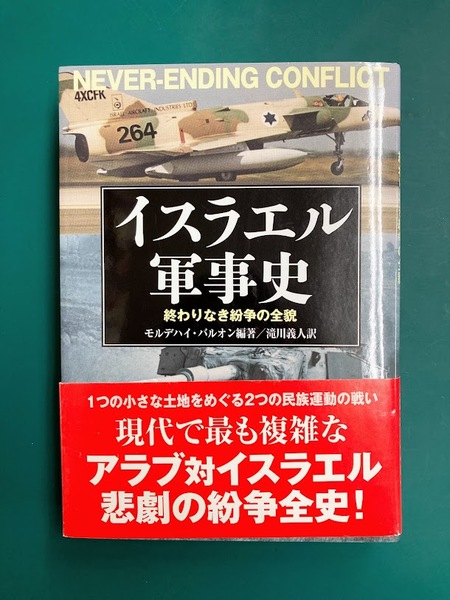 NEVER-ENDING CONFLICT
4XCFK
ISRAEL AIRCRAFT INDUSTRIES LTD
264
イスラエル
軍事史
終わりなき紛争の全貌
モルデハイ・バルオン編著/滝川義人訳
1つの小さな土地をめぐる2つの民族運動の戦い
現代で最も複雑な
アラブ対イスラエル
悲劇の紛争全史!